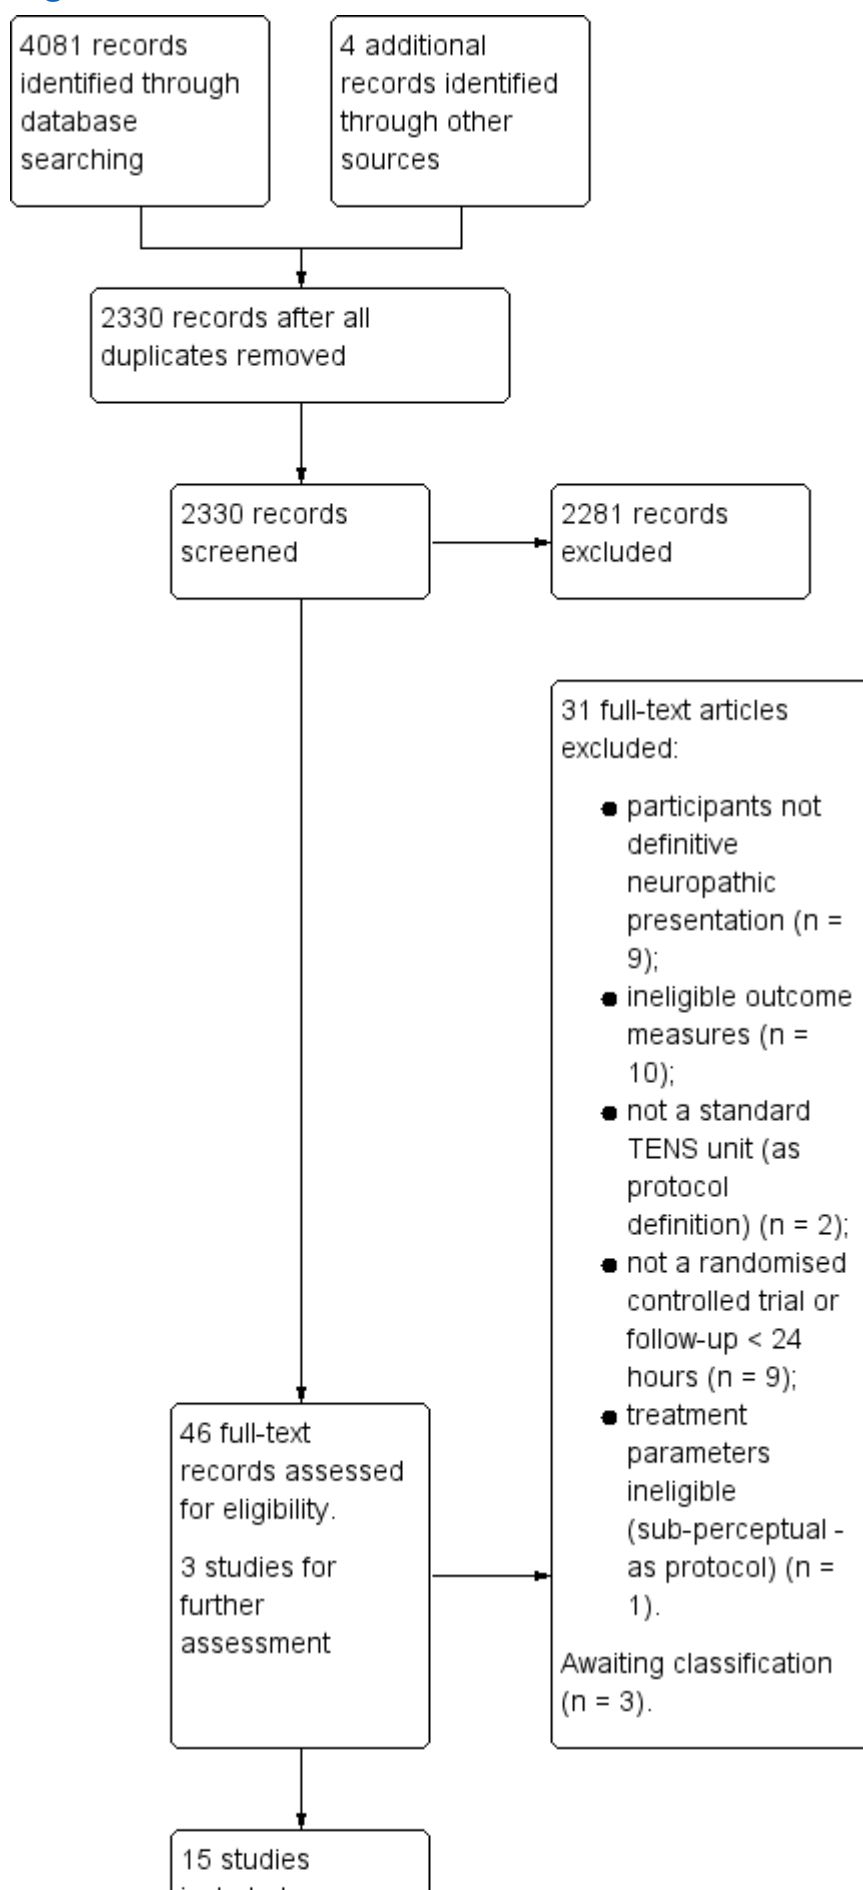 4081 records
identified through
database
searching
4 additional
records identified
through other
sources
2330 records after all
duplicates removed
2330 records
screened
2281 records
excluded
31 full-text articles
excluded:
● participants not
definitive
neuropathic
presentation (n =
9);
● ineligible outcome
measures (n =
10);
● not a standard
TENS unit (as
protocol
definition) (n = 2);
● not a randomised
controlled trial or
follow-up < 24
hours (n = 9);
● treatment
parameters
ineligible
(sub-perceptual -
as protocol) (n =
1).
Awaiting classification
(n = 3).
46 full-text
records assessed
for eligibility.
3 studies for
further
assessment
15 studies